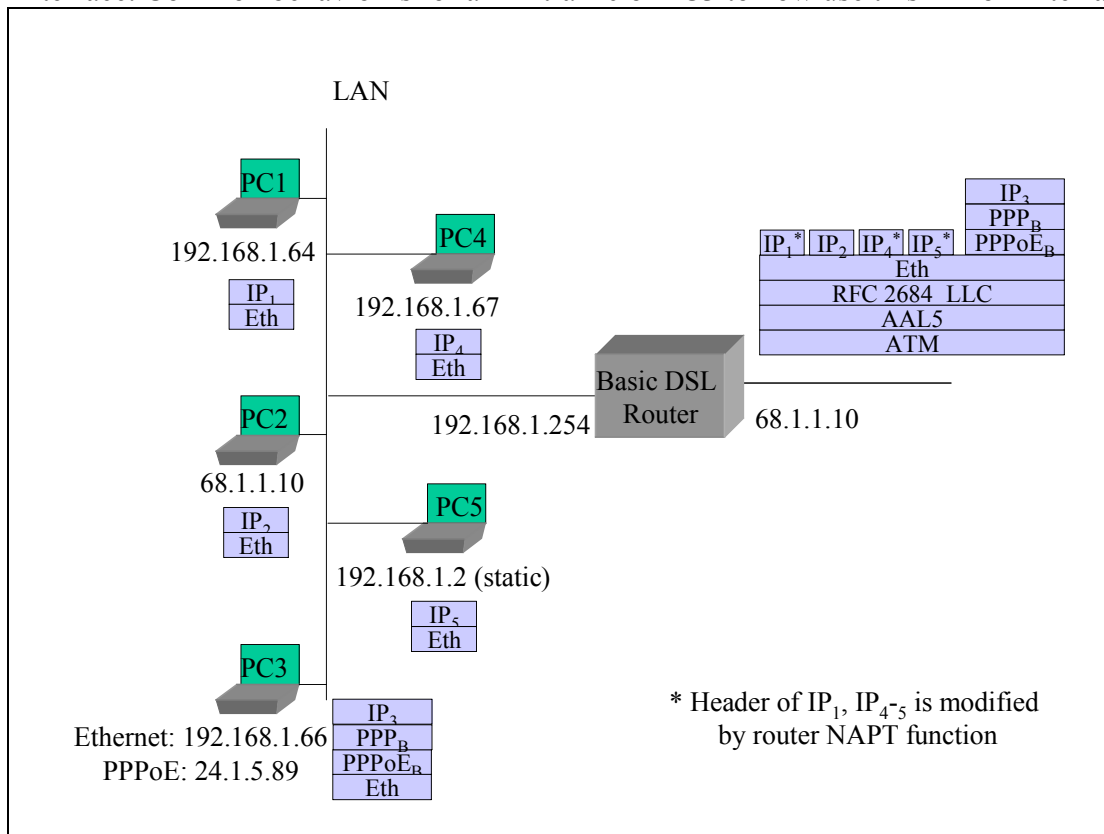 LAN
PC1
192.168.1.64
IP₁
Eth
PC4
192.168.1.67
IP₄
Eth
IP₃
PPP_B
PPPoE_B
IP₁* IP₂ IP₄* IP₅*
Eth
RFC 2684 LLC
AAL5
ATM
Basic DSL
Router
192.168.1.254
68.1.1.10
PC2
68.1.1.10
IP₂
Eth
PC5
192.168.1.2 (static)
IP₅
Eth
PC3
Ethernet: 192.168.1.66
PPPoE: 24.1.5.89
IP₃
PPP_B
PPPoE_B
Eth
* Header of IP₁, IP₄-₅ is modified
by router NAPT function